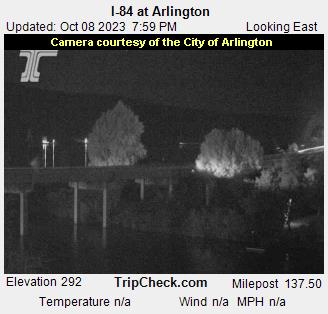 I-84 at Arlington
Updated: Oct 08 2023 7:59 PM Looking East
Camera courtesy of the City of Arlington
Elevation 292 TripCheck.com Milepost 137.50
Temperature n/a Wind n/a MPH n/a